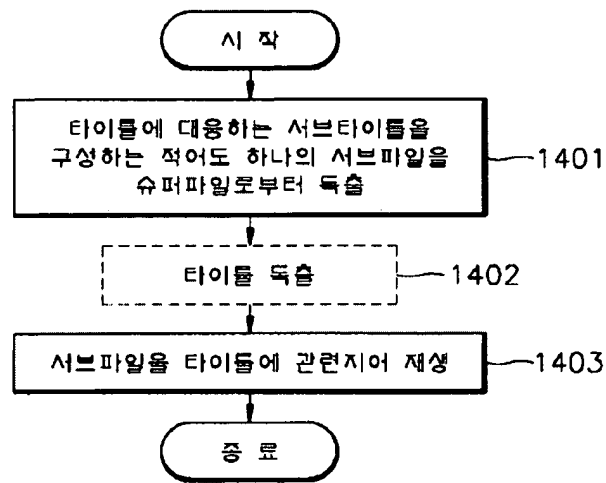 시 작
타이틀에 대응하는 서브타이틀을
구성하는 적어도 하나의 서브파일을
슈퍼파일로부터 독출
1401
타이틀 독출
1402
서브파일을 타이틀에 관련지어 재생
1403
종 료